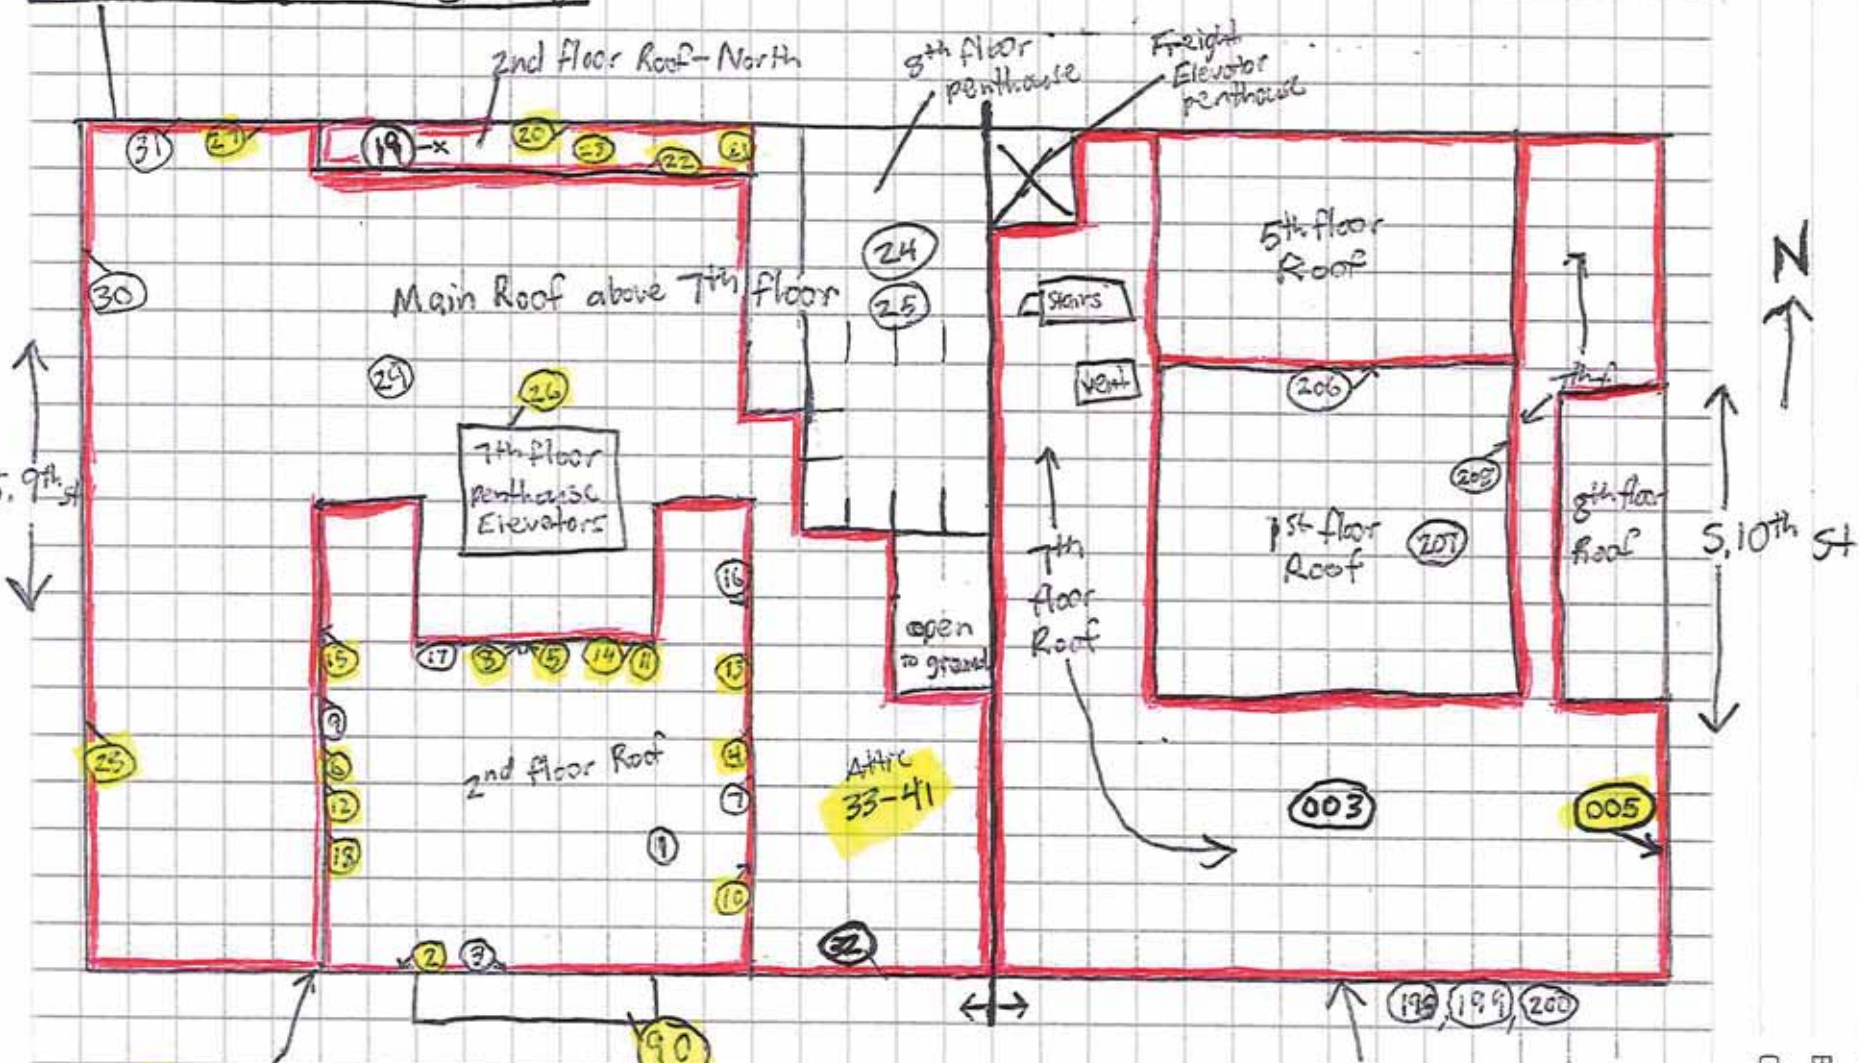 2nd floor Roof-North
8th floor
penthouse
Freight
Elevator
penthouse
31
27
19-x
20
23
22
21
24
25
5th floor
Roof
N
30
Main Roof above 7th floor
Stairs
Vent
29
26
206
7th f
7th floor
penthouse
Elevators
9th st
208
8th floor
Roof
S. 10th St
1st floor
Roof
207
7th
floor
Roof
16
open
to ground
15
17
8
5
14
11
13
9
6
12
18
2nd floor Roof
4
7
1
10
Attic
33-41
003
005
2
3
32
198, 199, 200
90